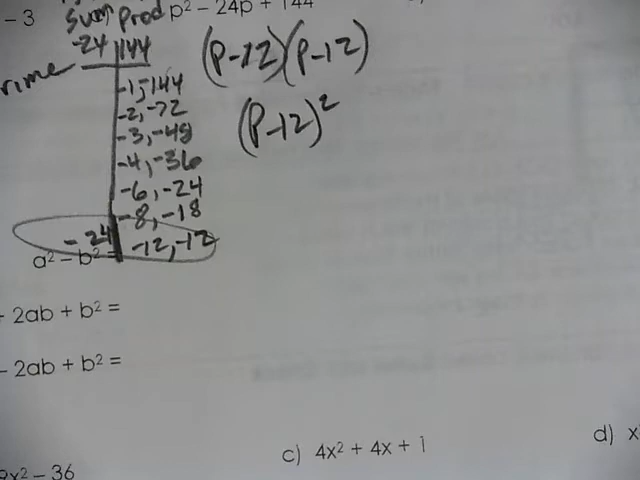 - 3 Sum Prod p² - 24p + 144
-24 | 144 (p-12)(p-12)
rime
-1,-144
-2,-72 (p-12)²
-3,-48
-4,-36
-6,-24
-8,-18
-24 -12,-12
a² - b² =
- 2ab + b² =
- 2ab + b² =
c) 4x² + 4x + 1 d) x
9x² - 36